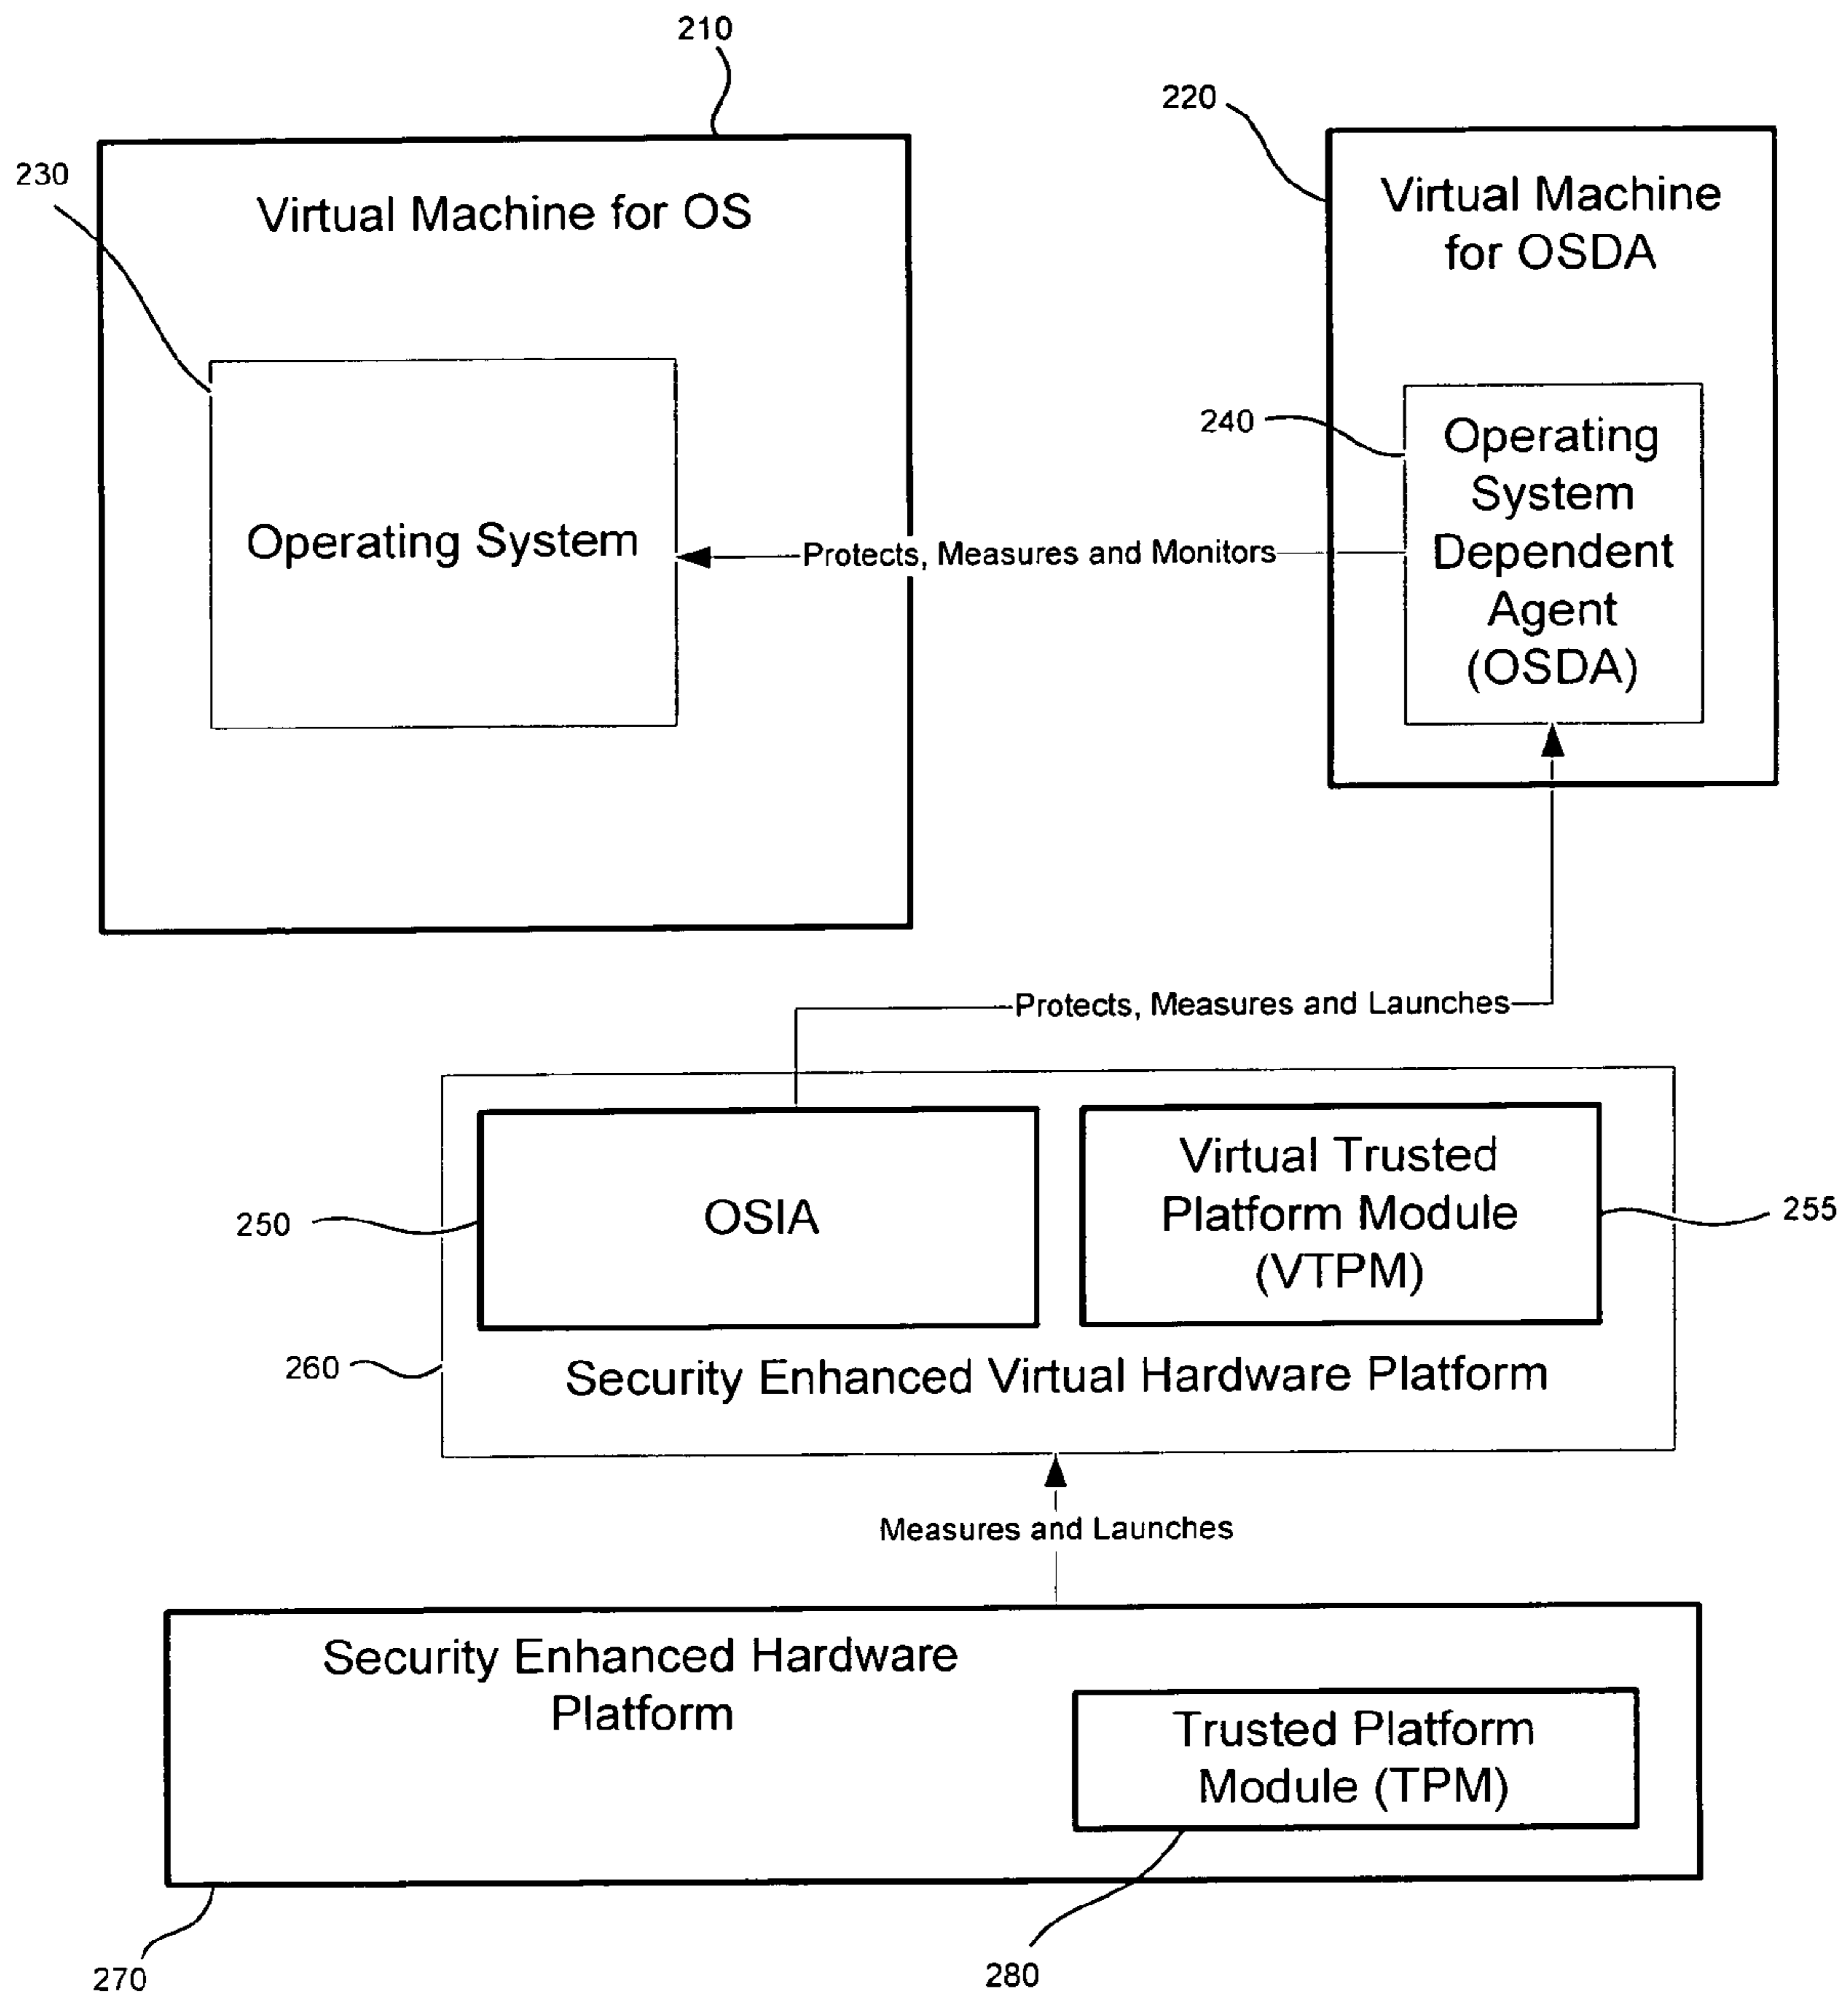 210
220
230
Virtual Machine for OS
Virtual Machine
for OSDA
240
Operating
System
Dependent
Agent
(OSDA)
Operating System
Protects, Measures and Monitors
Protects, Measures and Launches
250
OSIA
Virtual Trusted
Platform Module
(VTPM)
255
260
Security Enhanced Virtual Hardware Platform
Measures and Launches
Security Enhanced Hardware
Platform
Trusted Platform
Module (TPM)
270
280